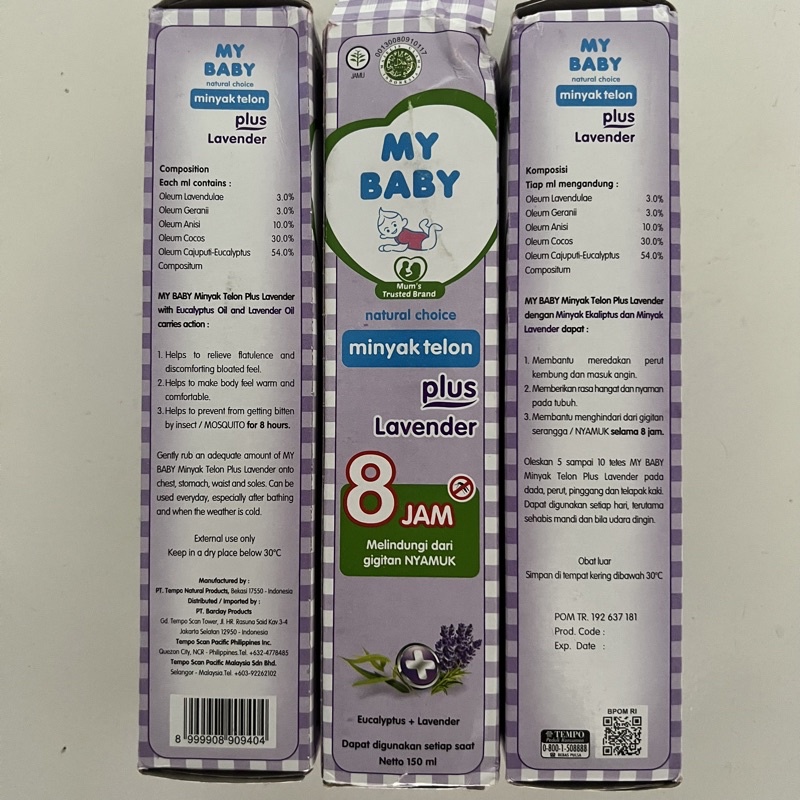 MY
BABY
natural choice
minyak telon
plus
Lavender
Composition
Each ml contains :
Oleum Lavendulae 3.0%
Oleum Geranii 3.0%
Oleum Anisi 10.0%
Oleum Cocos 30.0%
Oleum Cajuputi-Eucalyptus 54.0%
Compositum
MY BABY Minyak Telon Plus Lavender
with Eucalyptus Oil and Lavender Oil
carries action :
1. Helps to relieve flatulence and
discomforting bloated feel.
2. Helps to make body feel warm and
comfortable.
3. Helps to prevent from getting bitten
by insect / MOSQUITO for 8 hours.
Gently rub an adequate amount of MY
BABY Minyak Telon Plus Lavender onto
chest, stomach, waist and soles. Can be
used everyday, especially after bathing
and when the weather is cold.
External use only
Keep in a dry place below 30°C
Manufactured by :
PT. Tempo Natural Products, Bekasi 17550 - Indonesia
Distributed / Imported by :
PT. Barclay Products
Gd. Tempo Scan Tower, Jl. HR. Rasuna Said Kav 3-4
Jakarta Selatan 12950 - Indonesia
Tempo Scan Pacific Philippines Inc.
Quezon City, NCR - Philippines.Tel. +632-4778485
Tempo Scan Pacific Malaysia Sdn Bhd.
Selangor - Malaysia.Tel. +603-92262102
8 999908 909404
JAMU
00130080910117
MY
BABY
Mum's
Trusted Brand
natural choice
minyak telon
plus
Lavender
8 JAM
Melindungi dari
gigitan NYAMUK
Eucalyptus + Lavender
Dapat digunakan setiap saat
Netto 150 ml
MY
BABY
natural choice
minyak telon
plus
Lavender
Komposisi
Tiap ml mengandung :
Oleum Lavendulae 3.0%
Oleum Geranii 3.0%
Oleum Anisi 10.0%
Oleum Cocos 30.0%
Oleum Cajuputi-Eucalyptus 54.0%
Compositum
MY BABY Minyak Telon Plus Lavender
dengan Minyak Ekaliptus dan Minyak
Lavender dapat :
1. Membantu meredakan perut
kembung dan masuk angin.
2. Memberikan rasa hangat dan nyaman
pada tubuh.
3. Membantu menghindari dari gigitan
serangga / NYAMUK selama 8 jam.
Oleskan 5 sampai 10 tetes MY BABY
Minyak Telon Plus Lavender pada
dada, perut, pinggang dan telapak kaki.
Dapat digunakan setiap hari, terutama
sehabis mandi dan bila udara dingin.
Obat luar
Simpan di tempat kering dibawah 30°C
POM TR. 192 637 181
Prod. Code :
Exp. Date :
BPOM RI
TEMPO
Peduli Konsumen
0-800-1-508888
BEBAS PULSA